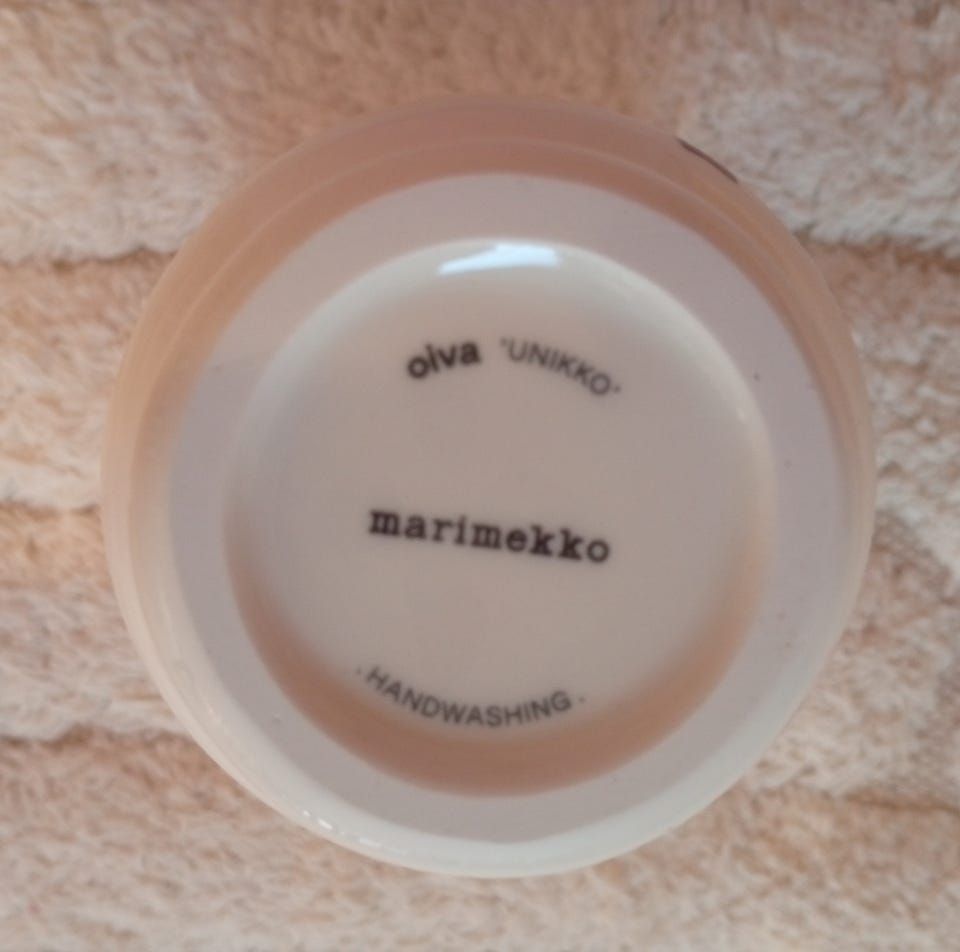 oiva 'UNIKKO'
marimekko
. HANDWASHING .